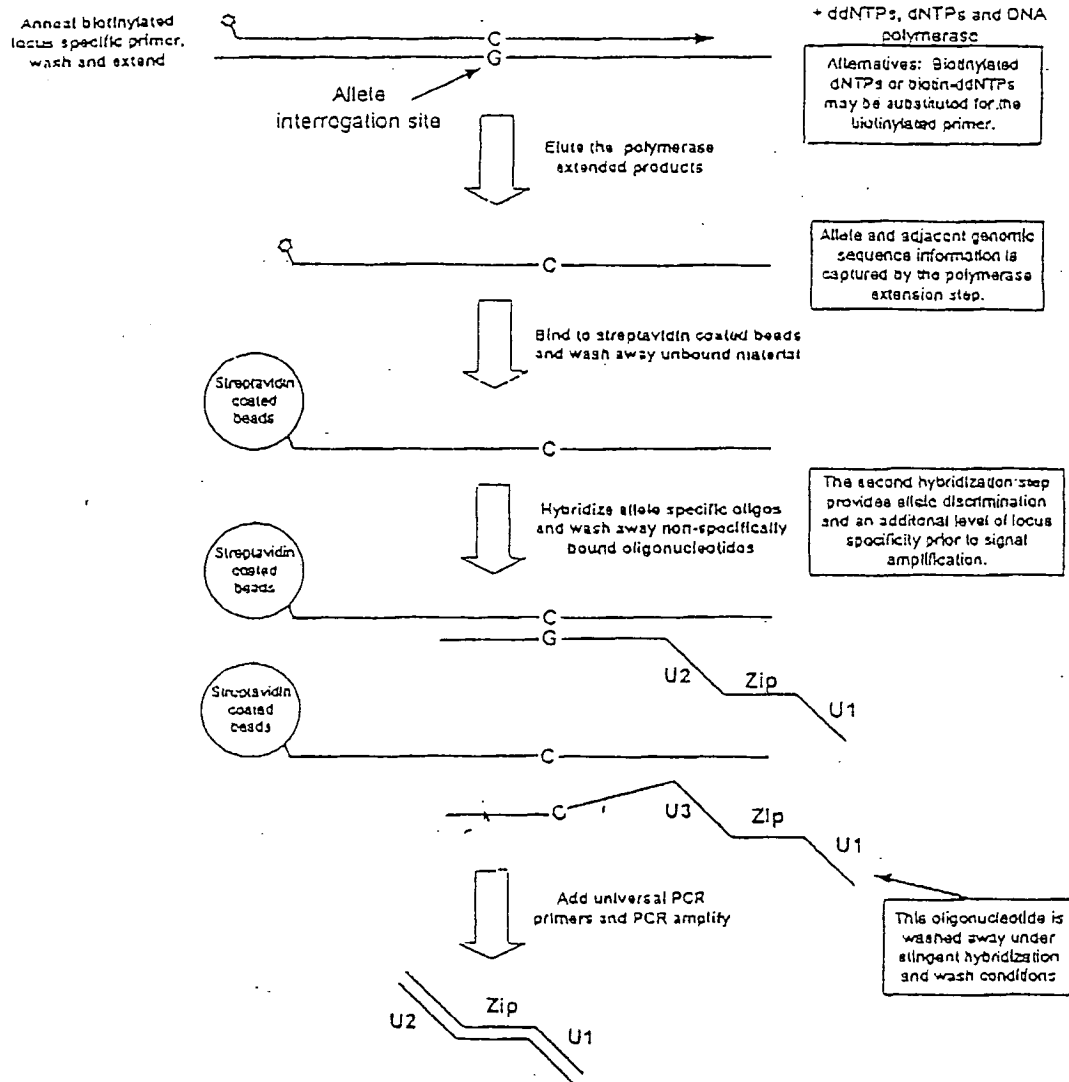 Anneal biotinylated
locus specific primer,
wash and extend
C
G
Allele
interrogation site
+ ddNTPs, dNTPs and DNA
polymerase
Alternatives: Biotinylated
dNTPs or biotin-ddNTPs
may be substituted for the
biotinylated primer.
Elute the polymerase
extended products
C
Allele and adjacent genomic
sequence information is
captured by the polymerase
extension step.
Bind to streptavidin coated beads
and wash away unbound material
Streptavidin
coated
beads
C
Hybridize allele specific oligos
and wash away non-specifically
bound oligonucleotides
The second hybridization step
provides allele discrimination
and an additonal level of locus
specificity prior to signal
amplification.
Streptavidin
coated
beads
C
G
U2
Zip
U1
Streptavidin
coated
beads
C
C
U3
Zip
U1
Add universal PCR
primers and PCR amplify
This oligonucleotide is
washed away under
stingent hybridization
and wash conditions
U2
Zip
U1